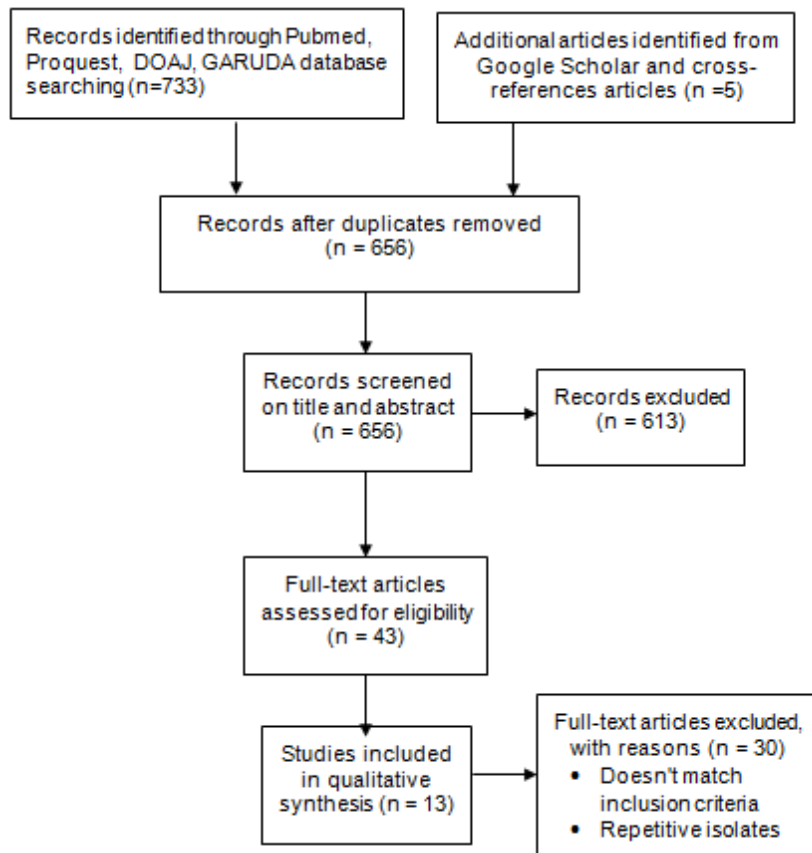 Records identified through Pubmed,
Proquest, DOAJ, GARUDA database
searching (n=733)
Additional articles identified from
Google Scholar and cross-
references articles (n =5)
Records after duplicates removed
(n = 656)
Records screened
on title and abstract
(n = 656)
Records excluded
(n = 613)
Full-text articles
assessed for eligibility
(n = 43)
Studies included
in qualitative
synthesis (n = 13)
Full-text articles excluded,
with reasons (n = 30)
• Doesn't match
inclusion criteria
• Repetitive isolates